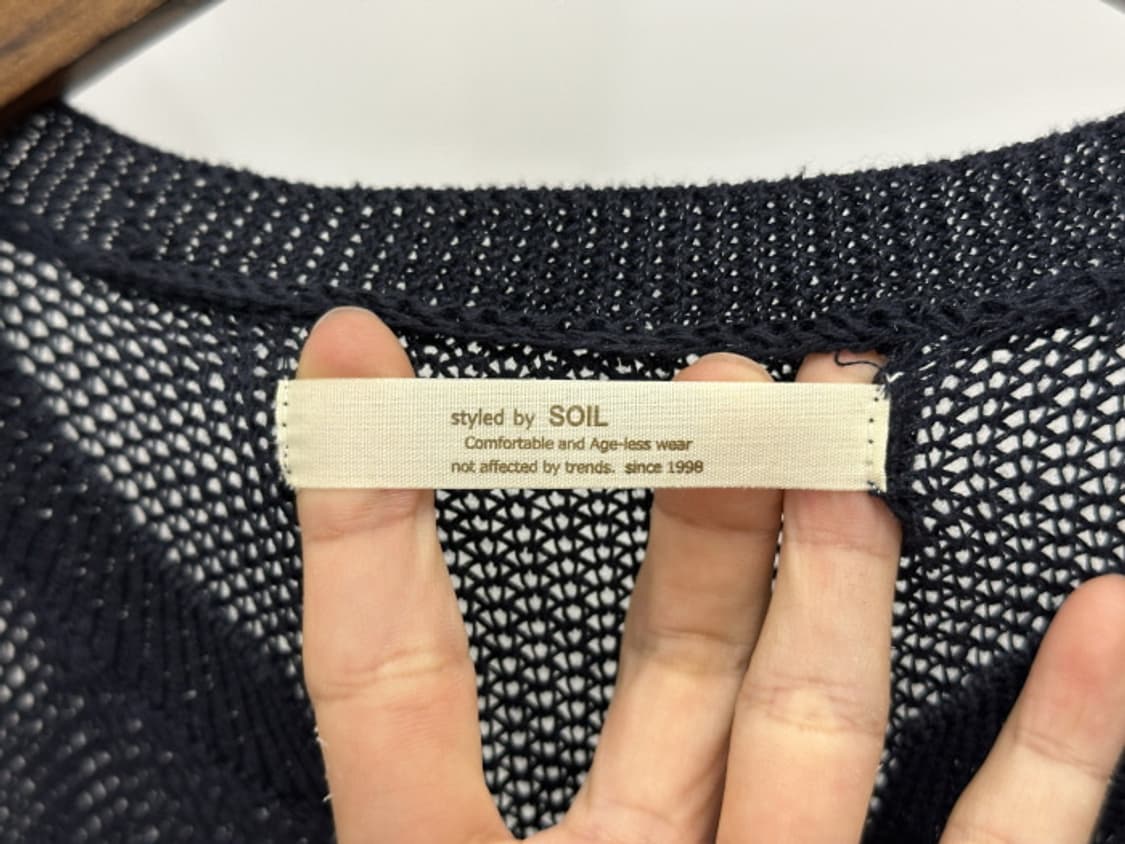 styled by SOIL
Comfortable and Age-less wear
not affected by trends. since 1998